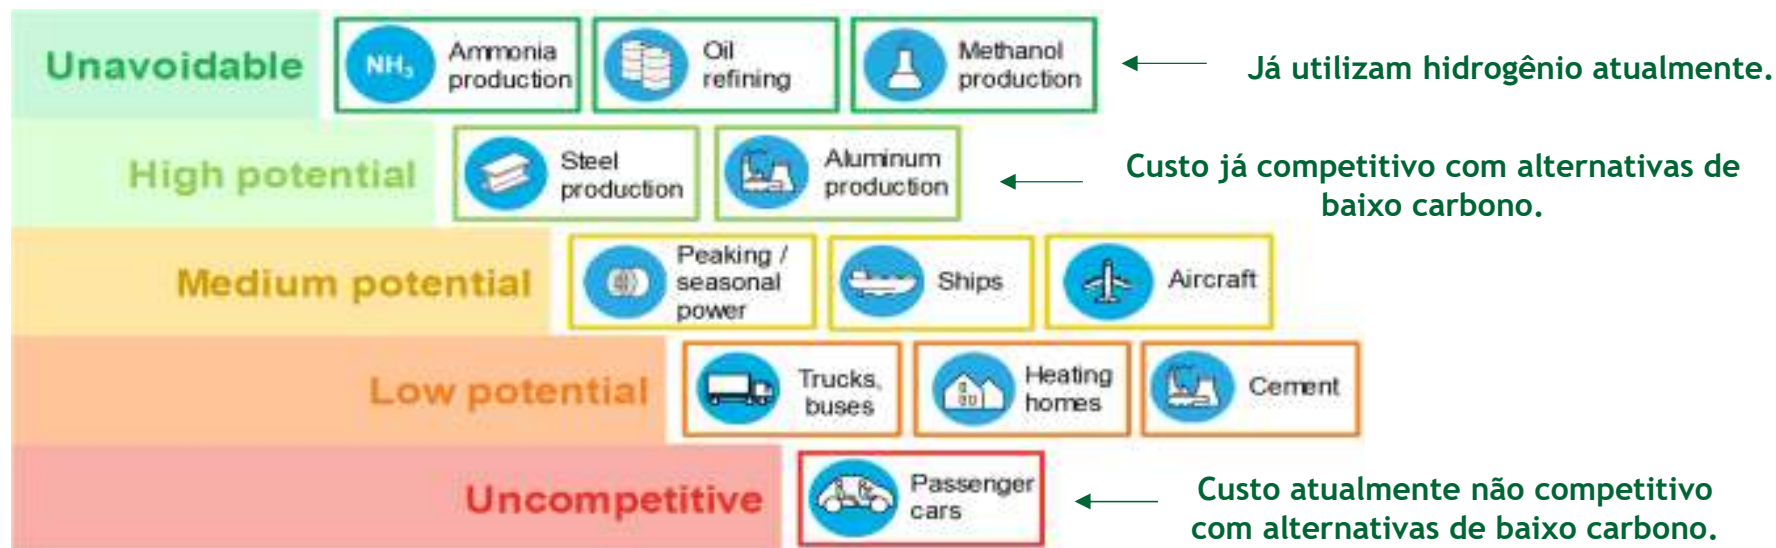 Unavoidable
NH₃
Ammonia
production
Oil
refining
Methanol
production
Já utilizam hidrogênio atualmente.
High potential
Steel
production
Aluminum
production
Custo já competitivo com alternativas de
baixo carbono.
Medium potential
Peaking /
seasonal
power
Ships
Aircraft
Low potential
Trucks,
buses
Heating
homes
Cement
Uncompetitive
Passenger
cars
Custo atualmente não competitivo
com alternativas de baixo carbono.